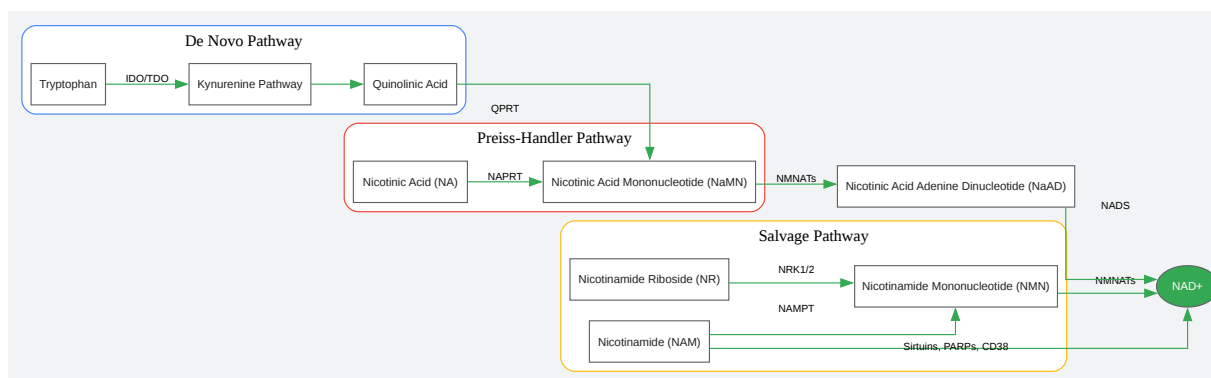 De Novo Pathway
Tryptophan
IDO/TDO
Kynurenine Pathway
Quinolinic Acid
QPRT
Preiss-Handler Pathway
Nicotinic Acid (NA)
NAPRT
Nicotinic Acid Mononucleotide (NaMN)
NMNATs
Nicotinic Acid Adenine Dinucleotide (NaAD)
NADS
Salvage Pathway
Nicotinamide Riboside (NR)
NRK1/2
Nicotinamide Mononucleotide (NMN)
NMNATs
NAD+
NAMPT
Nicotinamide (NAM)
Sirtuins, PARPs, CD38